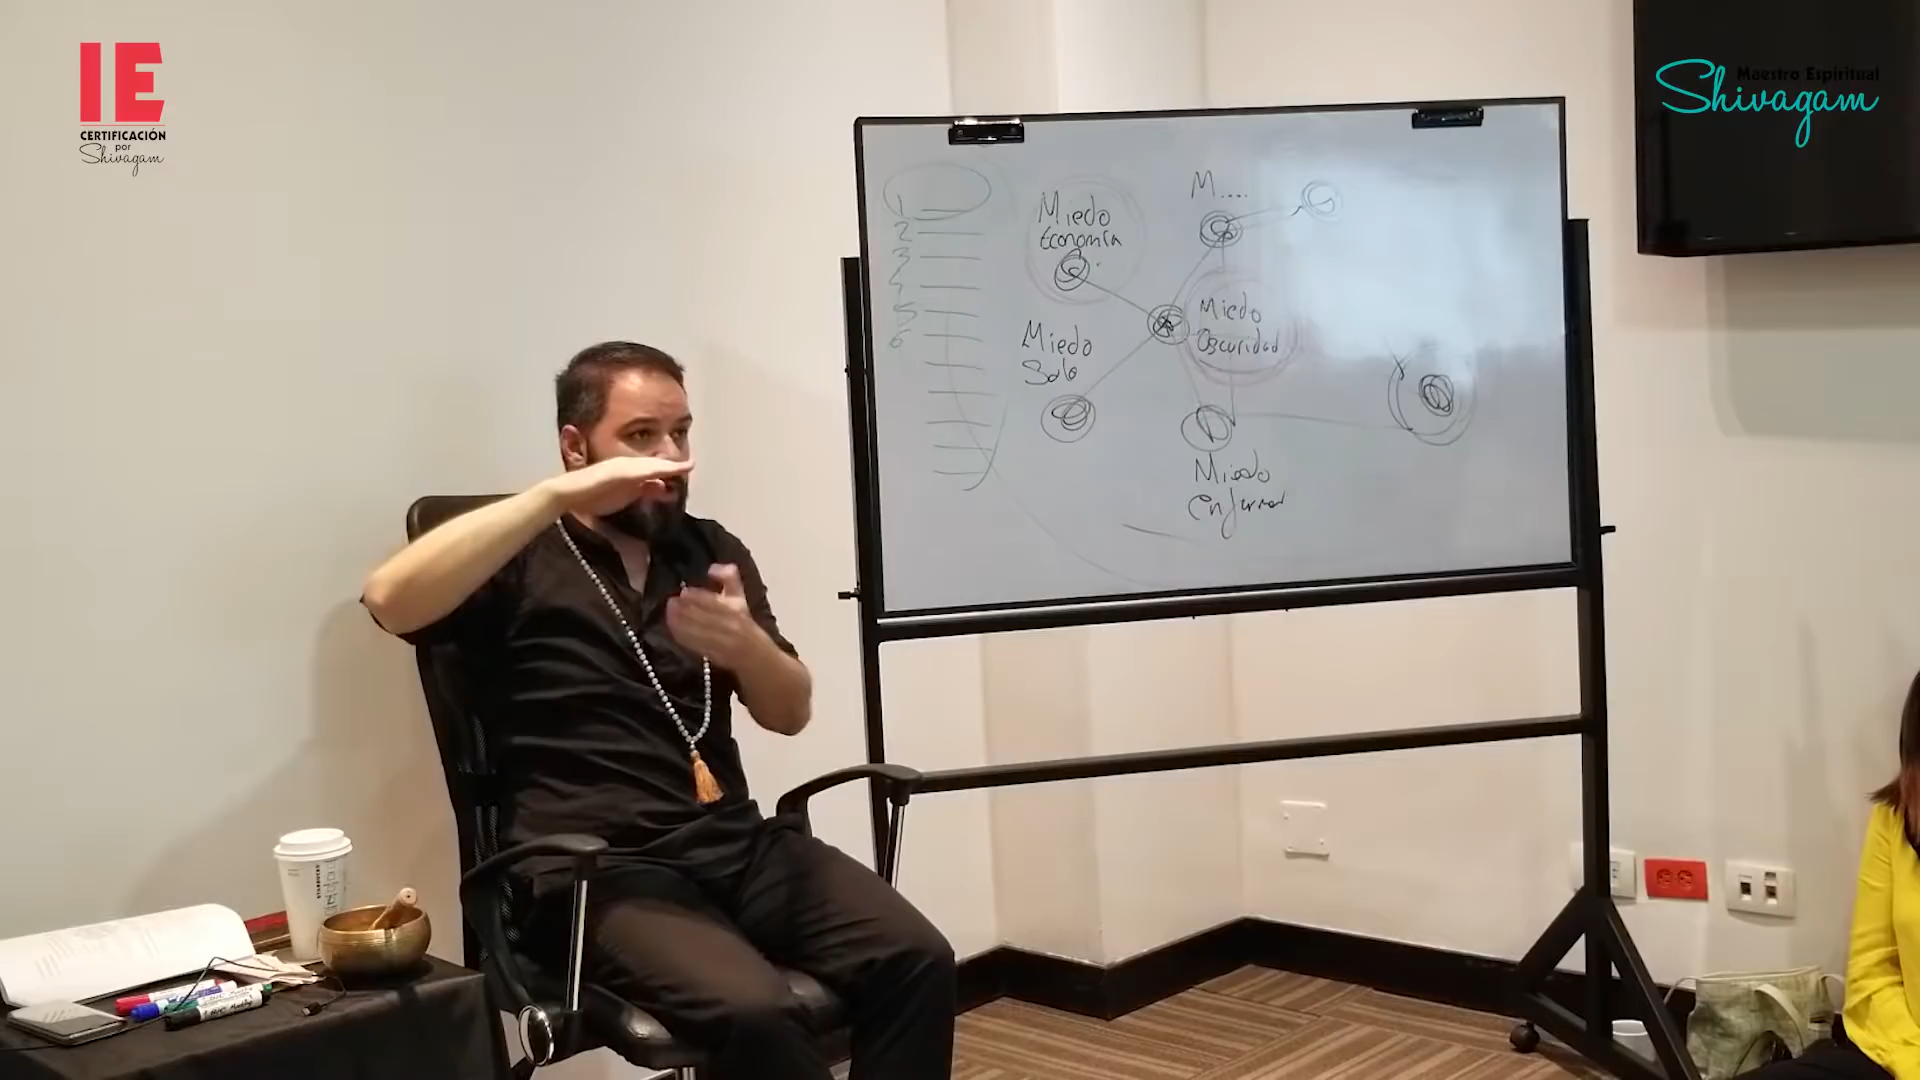 IE
CERTIFICACIÓN
por
Shivagam
Maestro Espiritual
Shivagam
1
2
3
4
5
6
Miedo
Economía
M....
Miedo
Oscuridad
Miedo
Solo
Miedo
enfermar
STARBUCKS